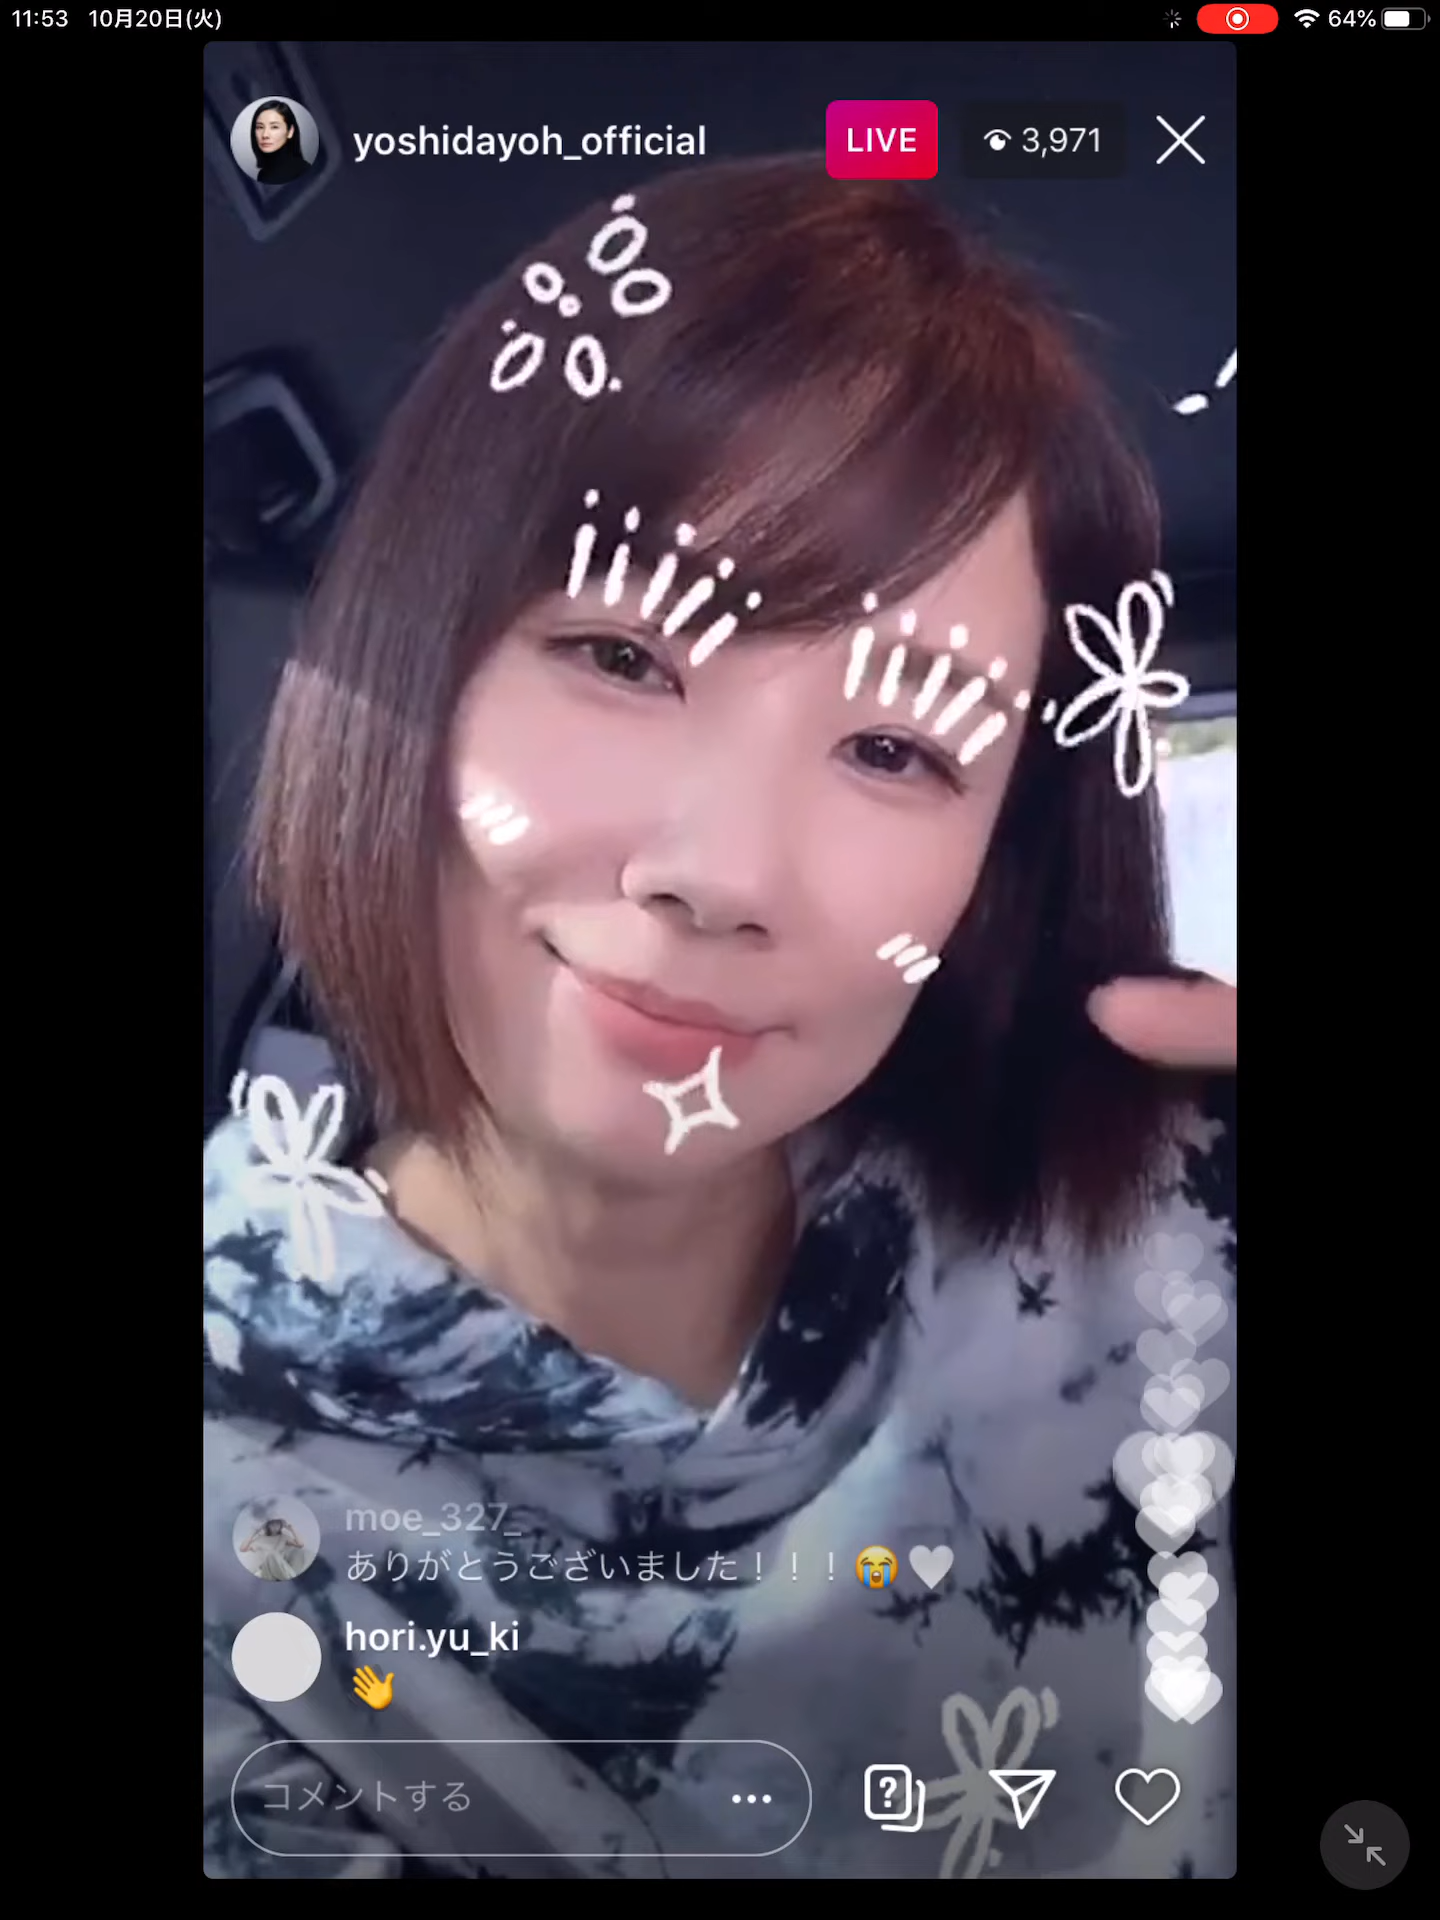 11:53 10月20日(火)
64%
yoshidayoh_official
LIVE
3,971
moe_327_
ありがとうございました！！！😭🤍
hori.yu_ki
👋
コメントする